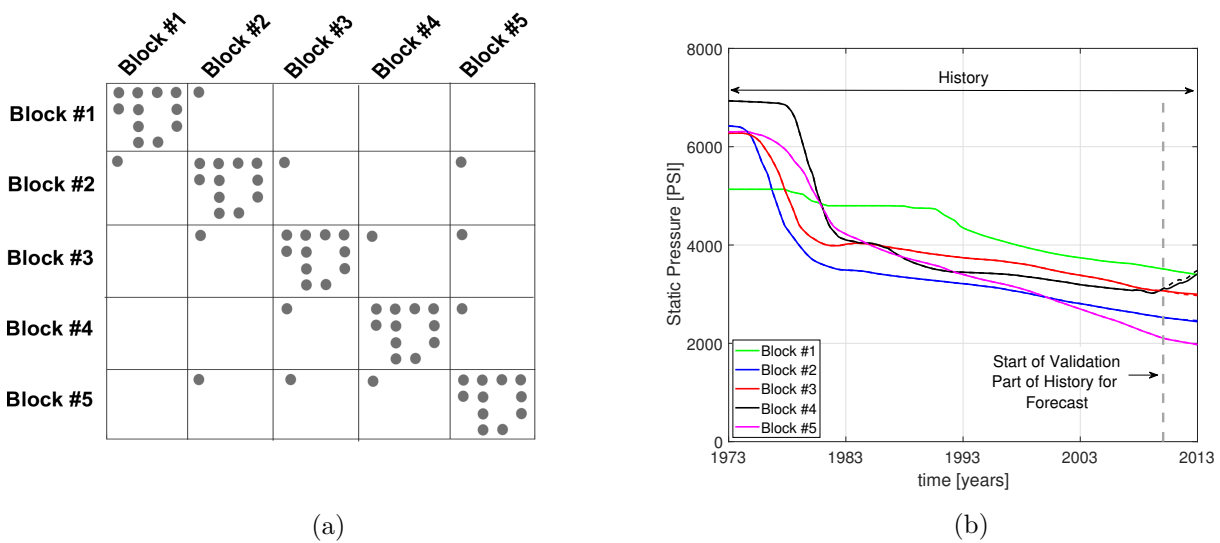 Block #1
Block #2
Block #3
Block #4
Block #5
Block #1
Block #2
Block #3
Block #4
Block #5
(a)
8000
6000
4000
2000
0
Static Pressure [PSI]
History
Start of Validation
Part of History for
Forecast
Block #1
Block #2
Block #3
Block #4
Block #5
1973
1983
1993
2003
2013
time [years]
(b)